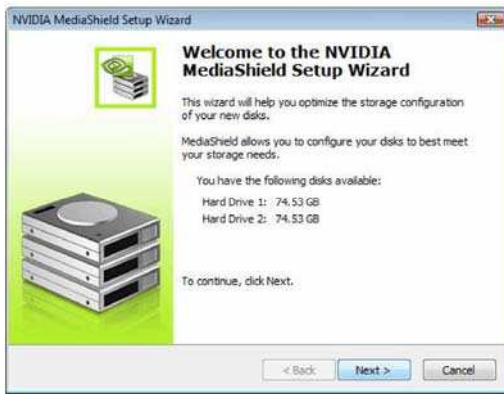 NVIDIA MediaShield Setup Wizard
Welcome to the NVIDIA
MediaShield Setup Wizard
This wizard will help you optimize the storage configuration
of your new disks.
MediaShield allows you to configure your disks to best meet
your storage needs.
You have the following disks available:
Hard Drive 1: 74.53 GB
Hard Drive 2: 74.53 GB
To continue, click Next.
< Back Next > Cancel